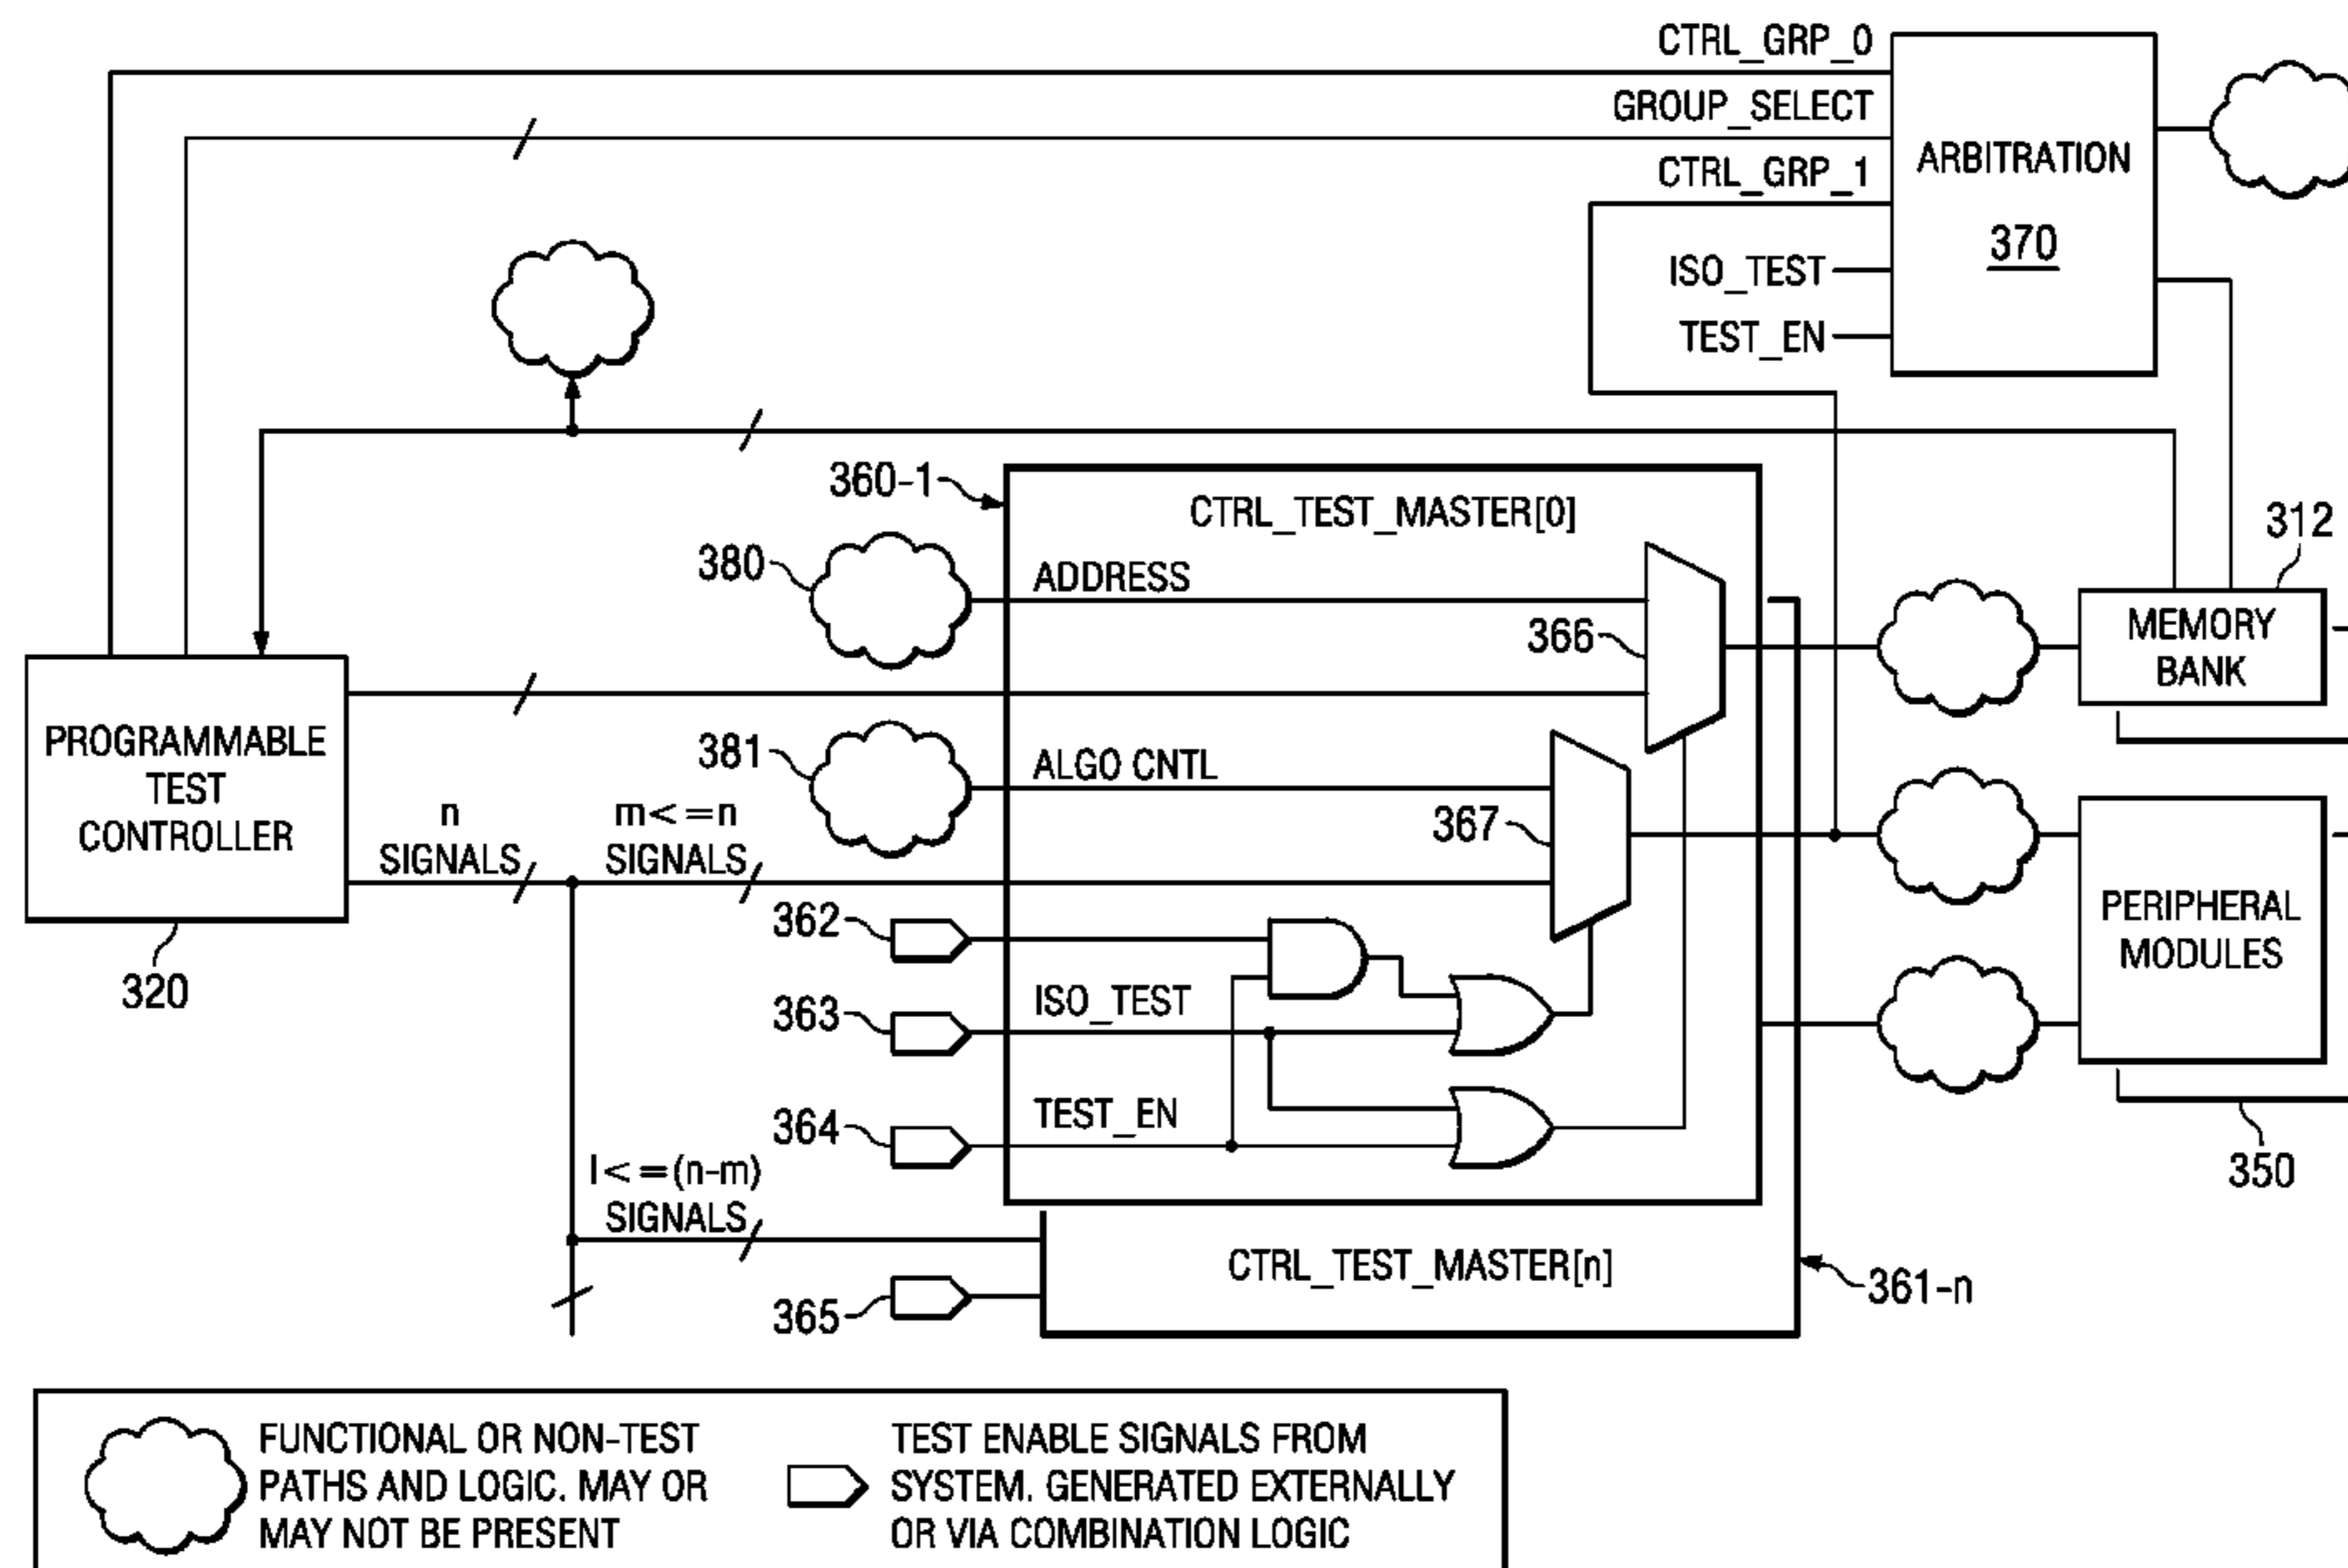 CTRL_GRP_0
GROUP_SELECT
CTRL_GRP_1
ISO_TEST
TEST_EN
ARBITRATION
370
360-1
CTRL_TEST_MASTER[0]
312
380
ADDRESS
366
MEMORY
BANK
PROGRAMMABLE
TEST
CONTROLLER
381
ALGO CNTL
n
SIGNALS
m<=n
SIGNALS
367
320
362
363
ISO_TEST
364
TEST_EN
PERIPHERAL
MODULES
350
l<=(n-m)
SIGNALS
365
CTRL_TEST_MASTER[n]
361-n
FUNCTIONAL OR NON-TEST
PATHS AND LOGIC. MAY OR
MAY NOT BE PRESENT
TEST ENABLE SIGNALS FROM
SYSTEM. GENERATED EXTERNALLY
OR VIA COMBINATION LOGIC